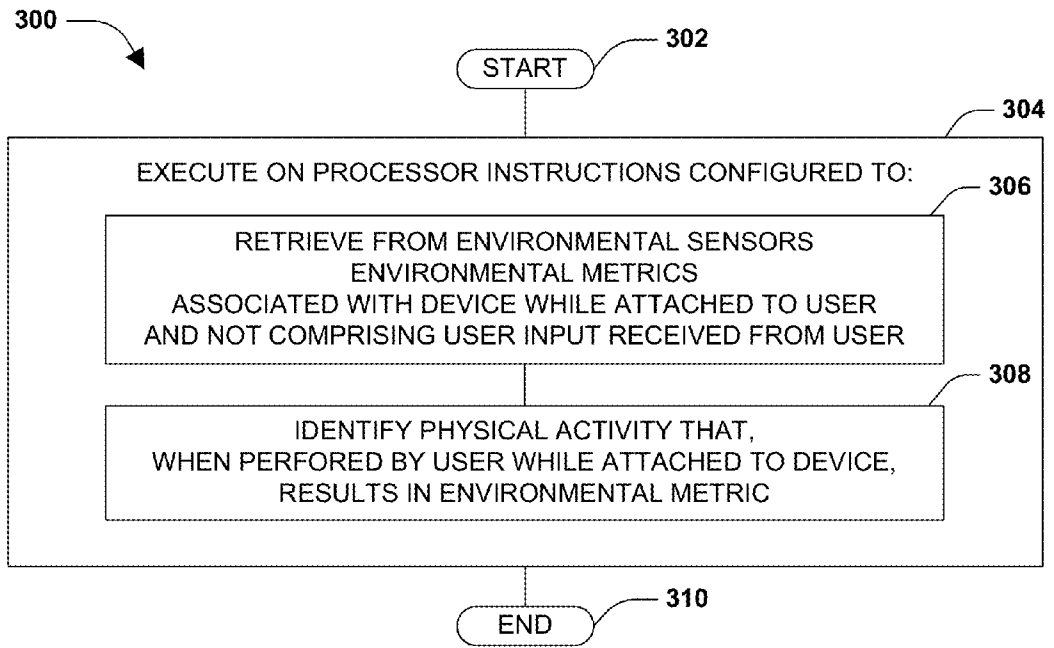 300
302
START
304
EXECUTE ON PROCESSOR INSTRUCTIONS CONFIGURED TO:
306
RETRIEVE FROM ENVIRONMENTAL SENSORS
ENVIRONMENTAL METRICS
ASSOCIATED WITH DEVICE WHILE ATTACHED TO USER
AND NOT COMPRISING USER INPUT RECEIVED FROM USER
308
IDENTIFY PHYSICAL ACTIVITY THAT,
WHEN PERFORED BY USER WHILE ATTACHED TO DEVICE,
RESULTS IN ENVIRONMENTAL METRIC
310
END